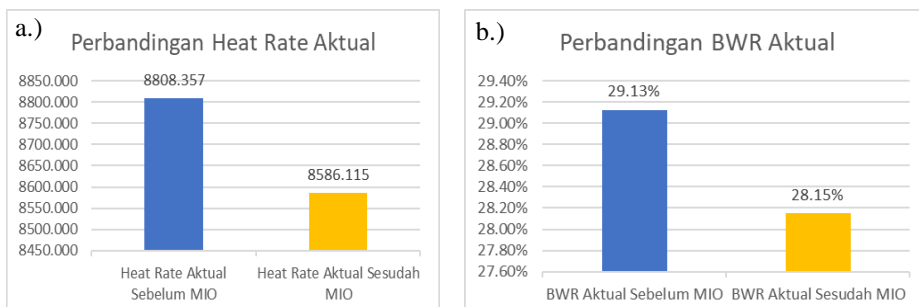 a.)
Perbandingan Heat Rate Aktual
8850.000
8800.000
8750.000
8700.000
8650.000
8600.000
8550.000
8500.000
8450.000
8808.357
8586.115
Heat Rate Aktual
Sebelum MIO
Heat Rate Aktual Sesudah
MIO
b.)
Perbandingan BWR Aktual
29.40%
29.20%
29.00%
28.80%
28.60%
28.40%
28.20%
28.00%
27.80%
27.60%
29.13%
28.15%
BWR Aktual Sebelum MIO
BWR Aktual Sesudah MIO